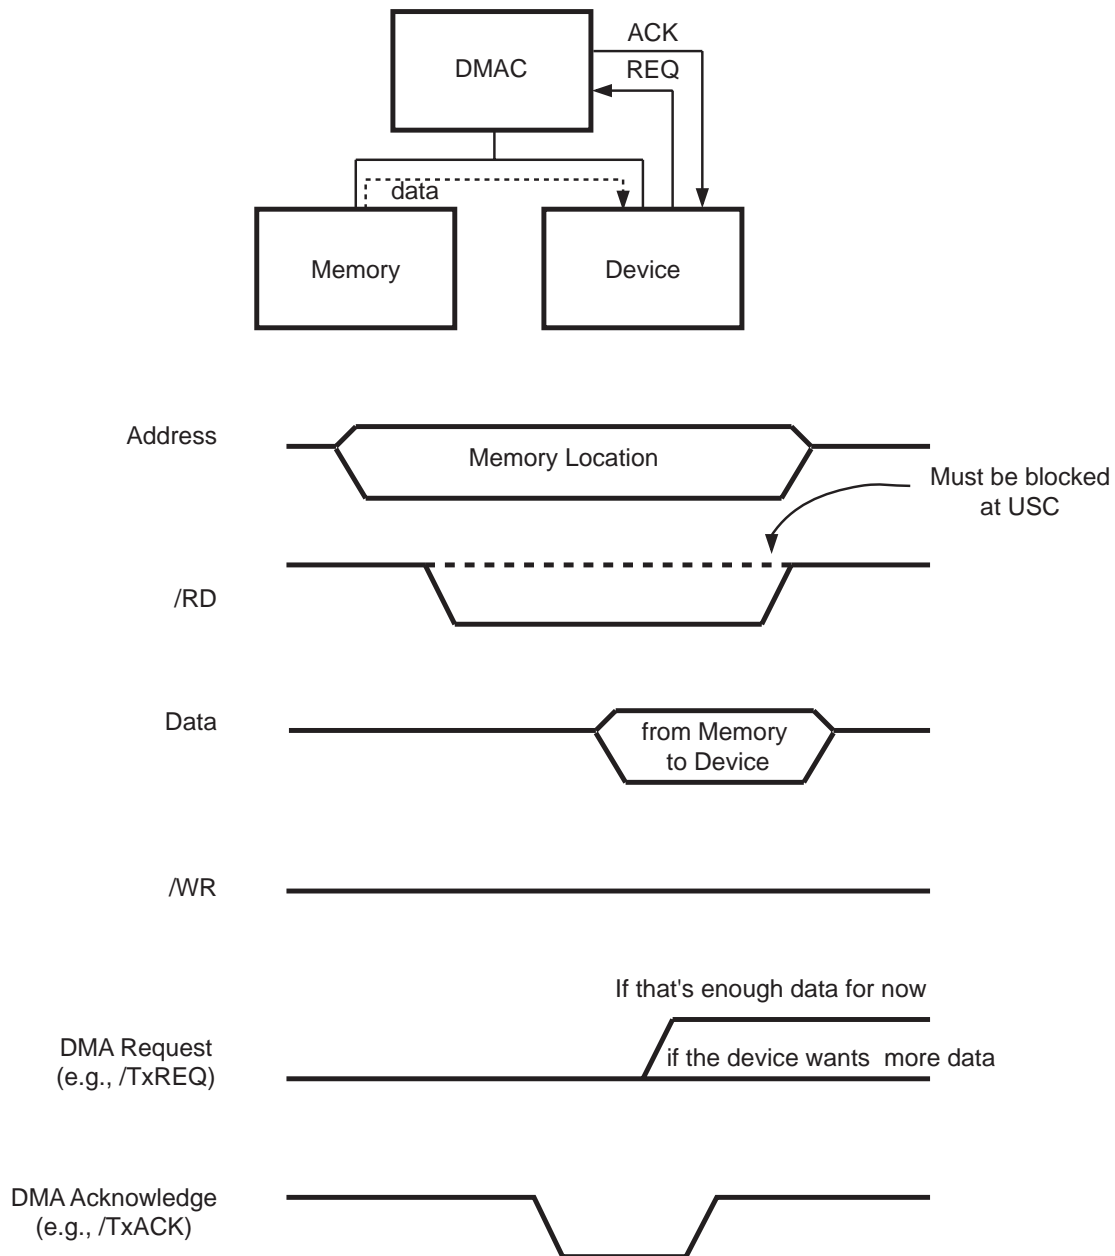 DMAC
ACK
REQ
data
Memory
Device
Address
Memory Location
Must be blocked
at USC
/RD
Data
from Memory
to Device
/WR
If that's enough data for now
DMA Request
(e.g., /TxREQ)
if the device wants more data
DMA Acknowledge
(e.g., /TxACK)